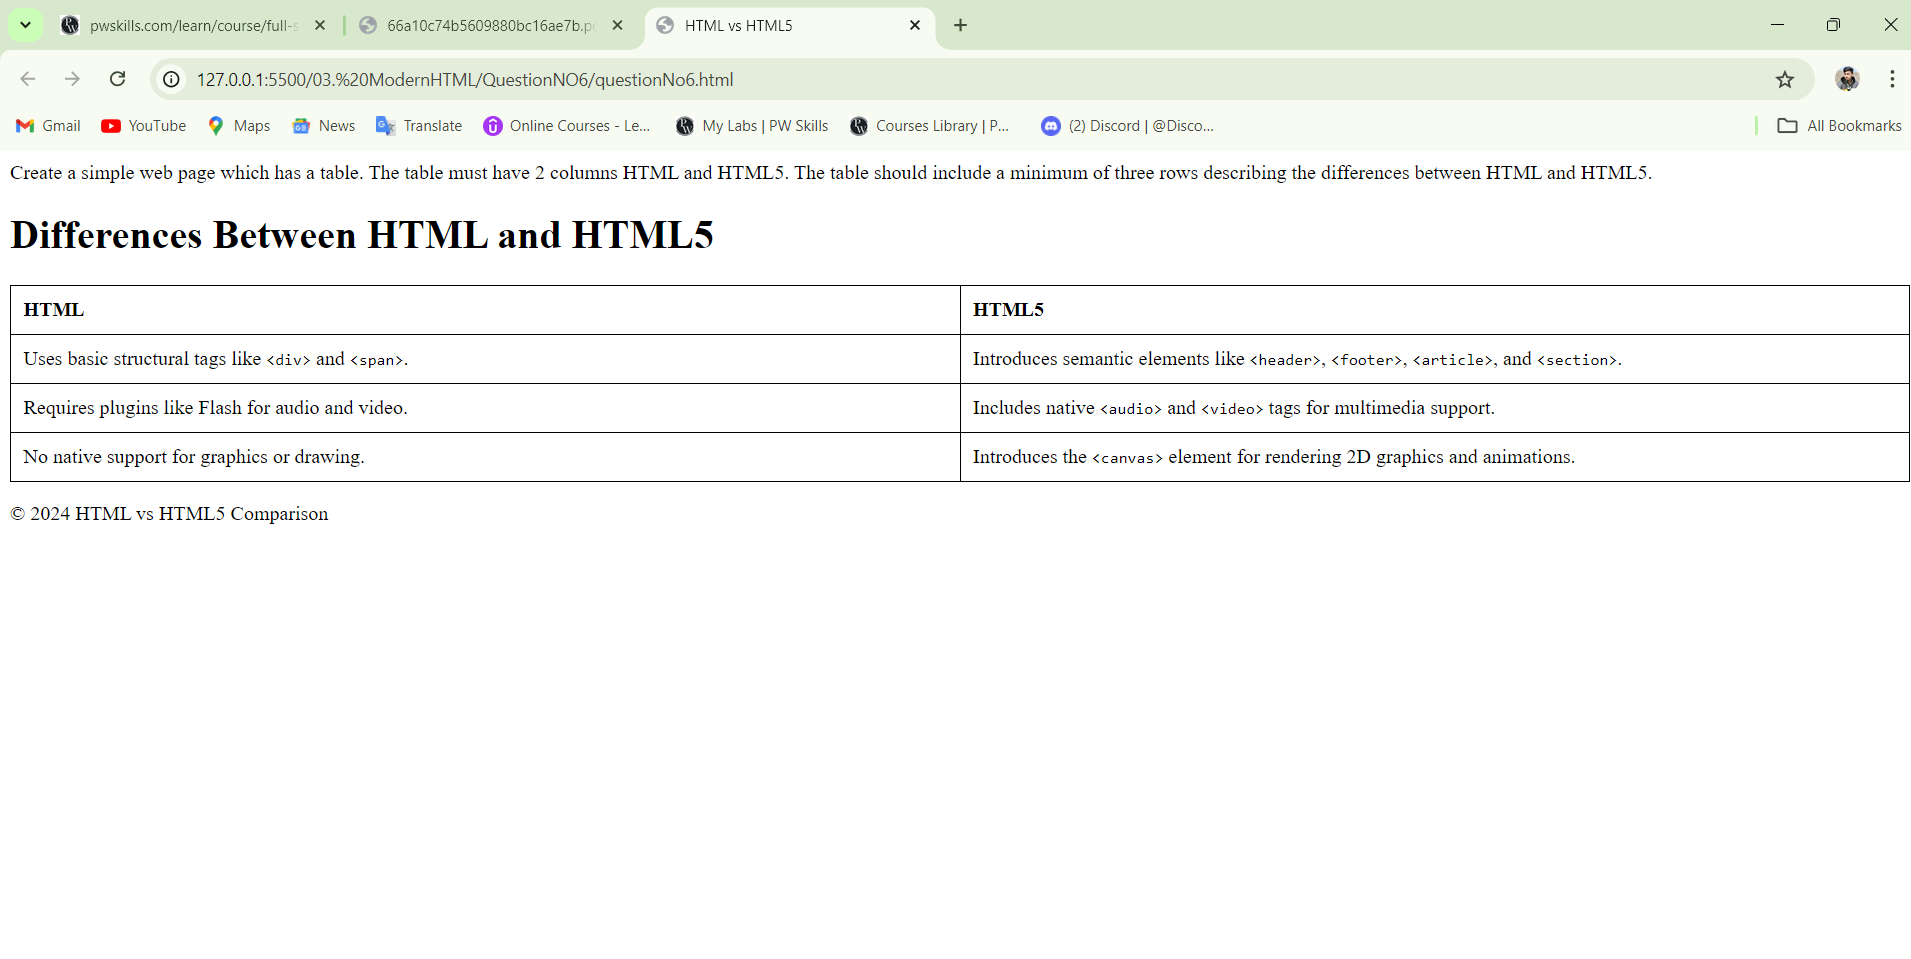 pwskills.com/learn/course/full-s
66a10c74b5609880bc16ae7b.pc
HTML vs HTML5
127.0.0.1:5500/03.%20ModernHTML/QuestionNO6/questionNo6.html
Gmail YouTube Maps News Translate Online Courses - Le... My Labs | PW Skills Courses Library | P... (2) Discord | @Disco... All Bookmarks
Create a simple web page which has a table. The table must have 2 columns HTML and HTML5. The table should include a minimum of three rows describing the differences between HTML and HTML5.
Differences Between HTML and HTML5
HTML HTML5
Uses basic structural tags like <div> and <span>. Introduces semantic elements like <header>, <footer>, <article>, and <section>.
Requires plugins like Flash for audio and video. Includes native <audio> and <video> tags for multimedia support.
No native support for graphics or drawing. Introduces the <canvas> element for rendering 2D graphics and animations.
© 2024 HTML vs HTML5 Comparison